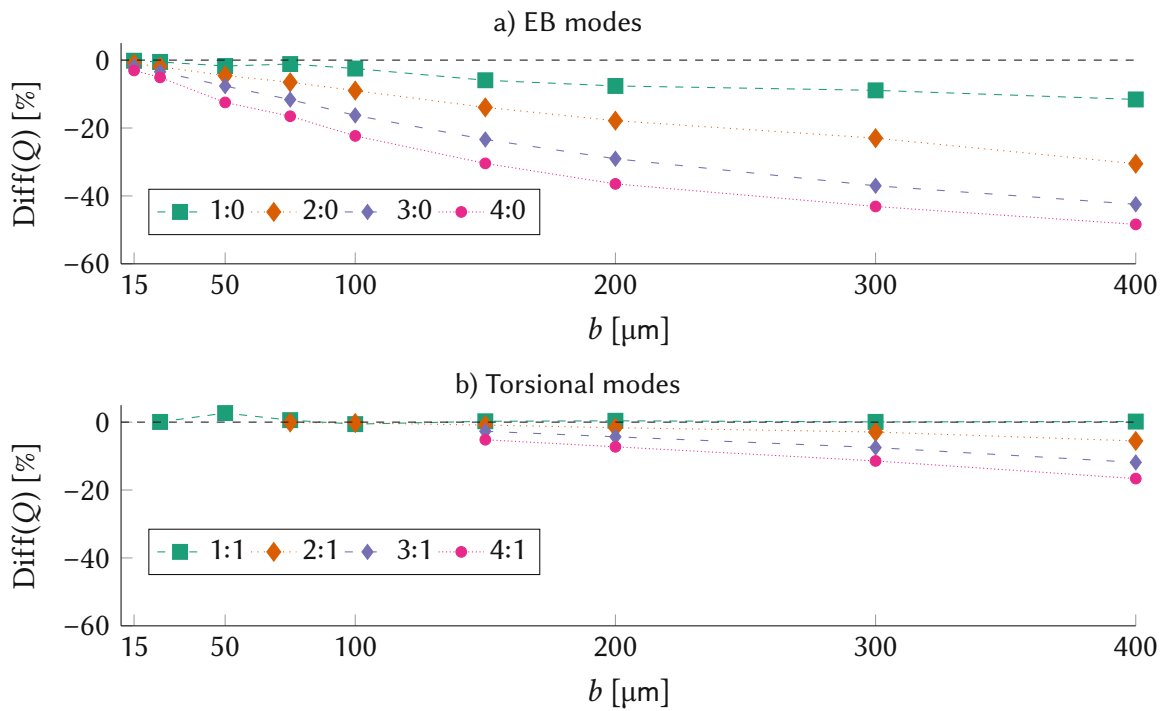 a) EB modes
Diff(Q) [%]
0
−20
−40
−60
1:0 2:0 3:0 4:0
15 50 100 200 300 400
b [μm]
b) Torsional modes
Diff(Q) [%]
0
−20
−40
−60
1:1 2:1 3:1 4:1
15 50 100 200 300 400
b [μm]